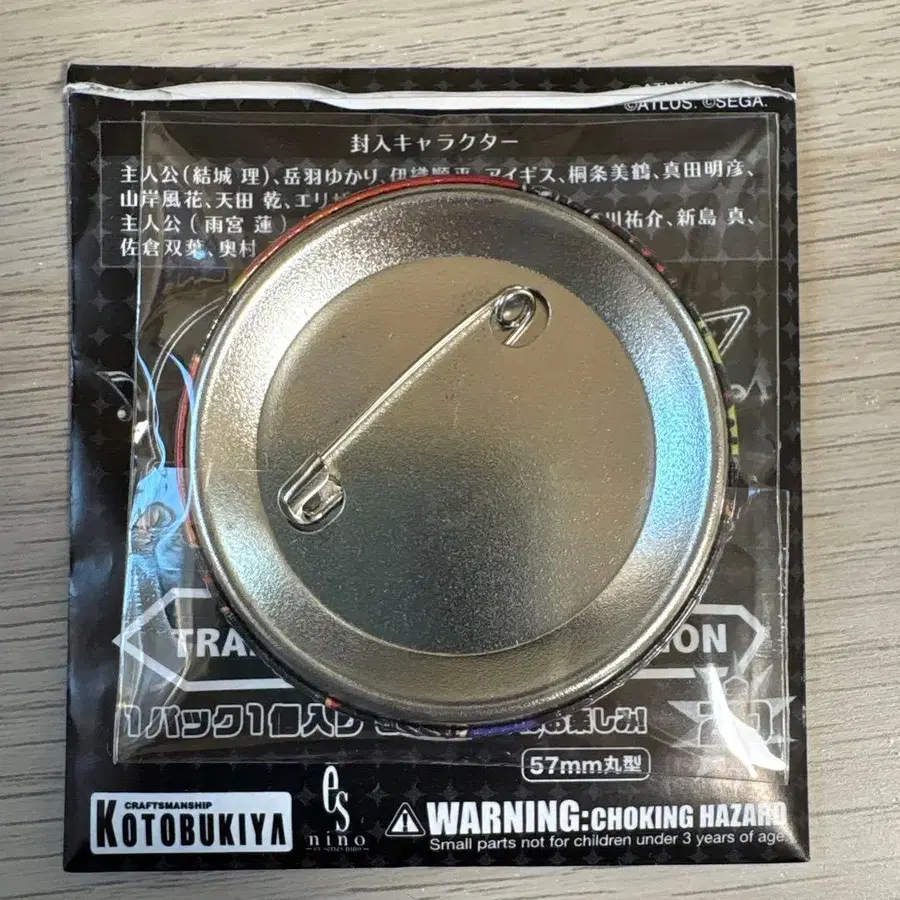 ©ATLUS. ©SEGA.
封入キャラクター
主人公(結城 理)、岳羽ゆかり、伊織順平、アイギス、桐条美鶴、真田明彦、
山岸風花、天田 乾、エリ
主人公(雨宮 蓮) 川祐介、新島 真、
佐倉双葉、奥村
TRA ION
1パック1個入り お楽しみ!
57mm丸型
CRAFTSMANSHIP
KOTOBUKIYA
es
nino
WARNING:CHOKING HAZARD
Small parts not for children under 3 years of age